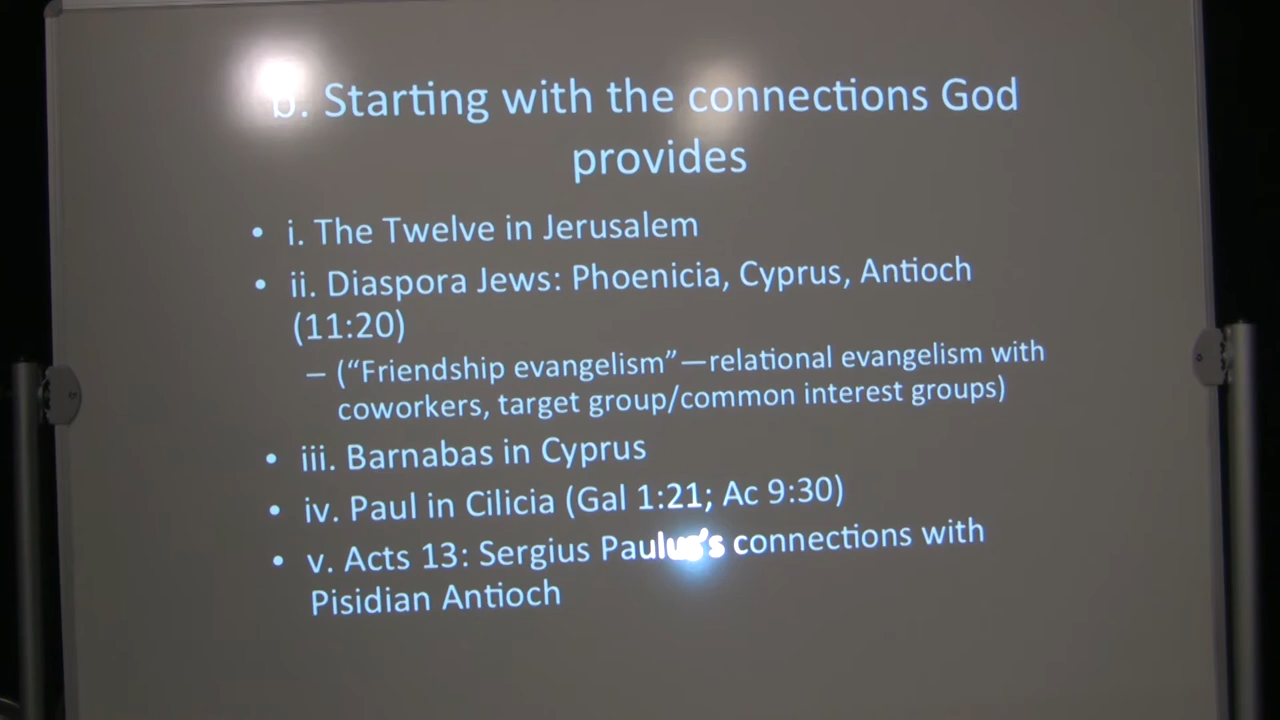 b. Starting with the connections God
provides
• i. The Twelve in Jerusalem
• ii. Diaspora Jews: Phoenicia, Cyprus, Antioch
(11:20)
– (“Friendship evangelism”—relational evangelism with
coworkers, target group/common interest groups)
• iii. Barnabas in Cyprus
• iv. Paul in Cilicia (Gal 1:21; Ac 9:30)
• v. Acts 13: Sergius Paulus’s connections with
Pisidian Antioch